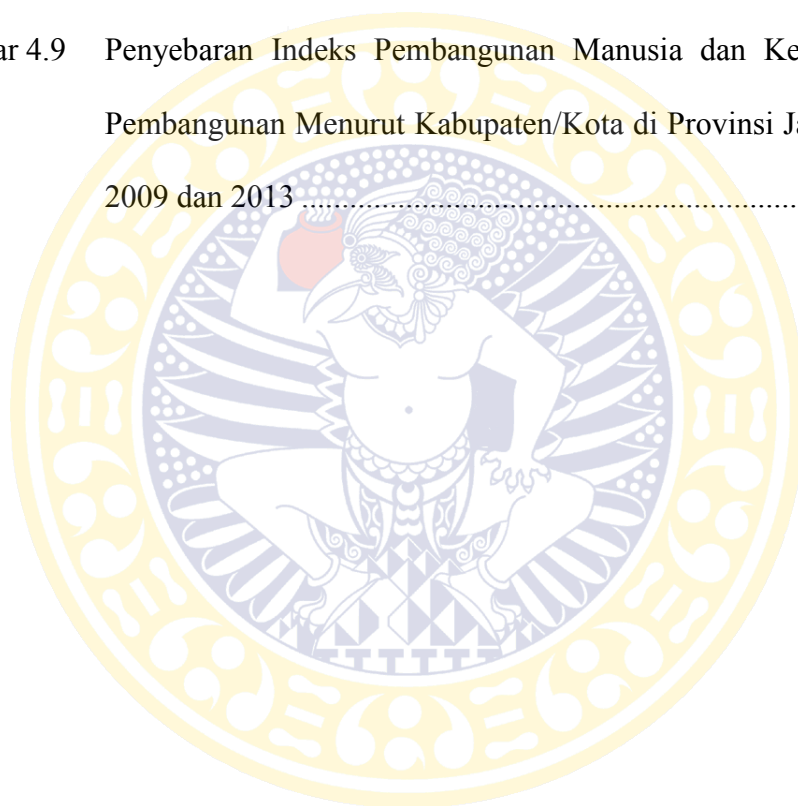 ar 4.9 Penyebaran Indeks Pembangunan Manusia dan Ke
Pembangunan Menurut Kabupaten/Kota di Provinsi Ja
2009 dan 2013 ....................................................................